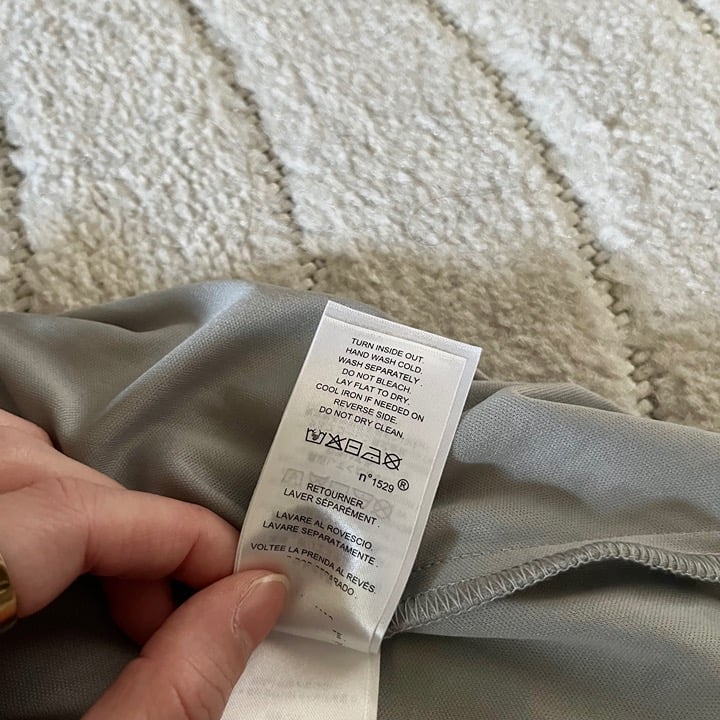 TURN INSIDE OUT.
HAND WASH COLD.
WASH SEPARATELY .
DO NOT BLEACH.
LAY FLAT TO DRY.
COOL IRON IF NEEDED ON
REVERSE SIDE.
DO NOT DRY CLEAN.
n°1529 ®
RETOURNER.
LAVER SÉPARÉMENT .
LAVARE AL ROVESCIO.
LAVARE SEPARATAMENTE .
VOLTEE LA PRENDA AL REVÉS.